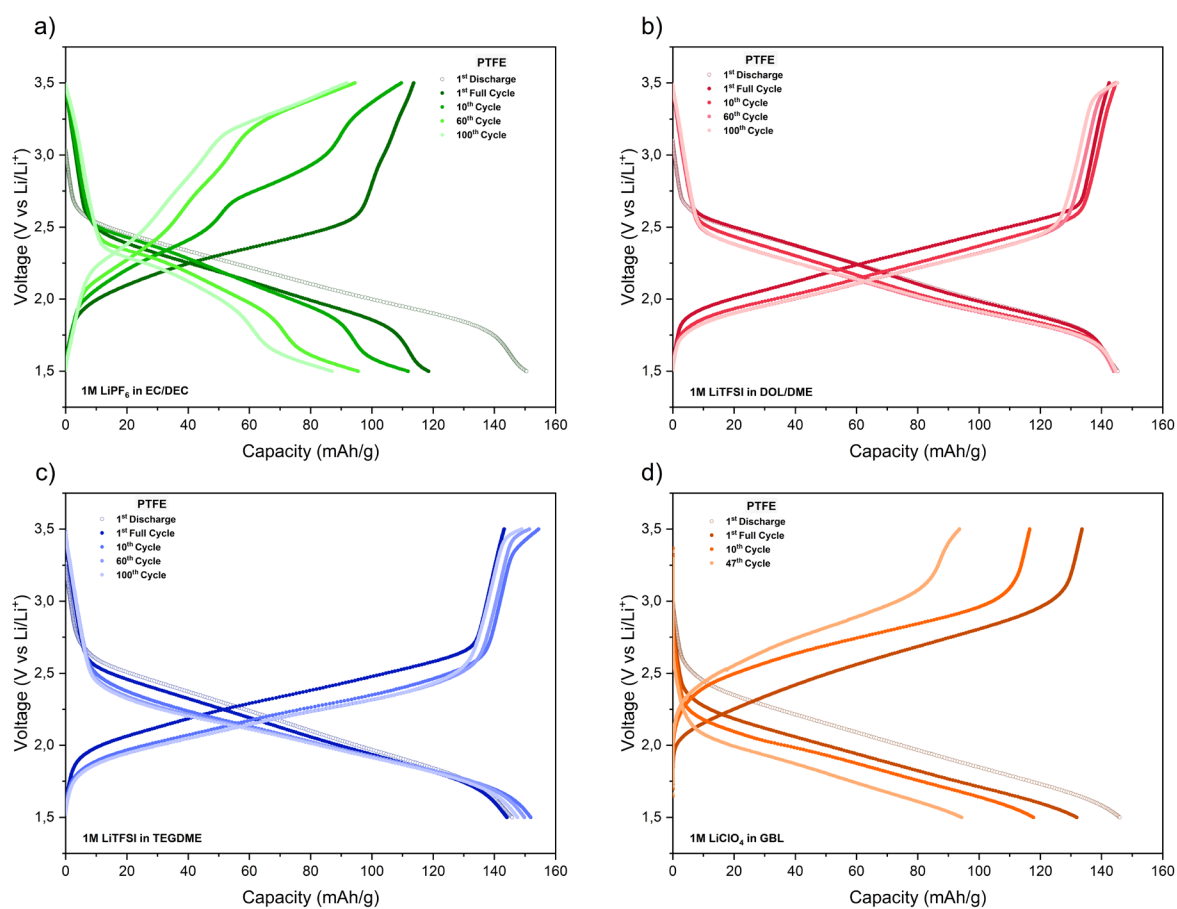 a)
PTFE
1st Discharge
1st Full Cycle
10th Cycle
60th Cycle
100th Cycle
3,5
3,0
2,5
2,0
1,5
Voltage (V vs Li/Li+)
1M LiPF6 in EC/DEC
0 20 40 60 80 100 120 140 160
Capacity (mAh/g)
b)
PTFE
1st Discharge
1st Full Cycle
10th Cycle
60th Cycle
100th Cycle
3,5
3,0
2,5
2,0
1,5
Voltage (V vs Li/Li+)
1M LiTFSI in DOL/DME
0 20 40 60 80 100 120 140 160
Capacity (mAh/g)
c)
PTFE
1st Discharge
1st Full Cycle
10th Cycle
60th Cycle
100th Cycle
3,5
3,0
2,5
2,0
1,5
Voltage (V vs Li/Li+)
1M LiTFSI in TEGDME
0 20 40 60 80 100 120 140 160
Capacity (mAh/g)
d)
PTFE
1st Discharge
1st Full Cycle
10th Cycle
47th Cycle
3,5
3,0
2,5
2,0
1,5
Voltage (V vs Li/Li+)
1M LiClO4 in GBL
0 20 40 60 80 100 120 140 160
Capacity (mAh/g)